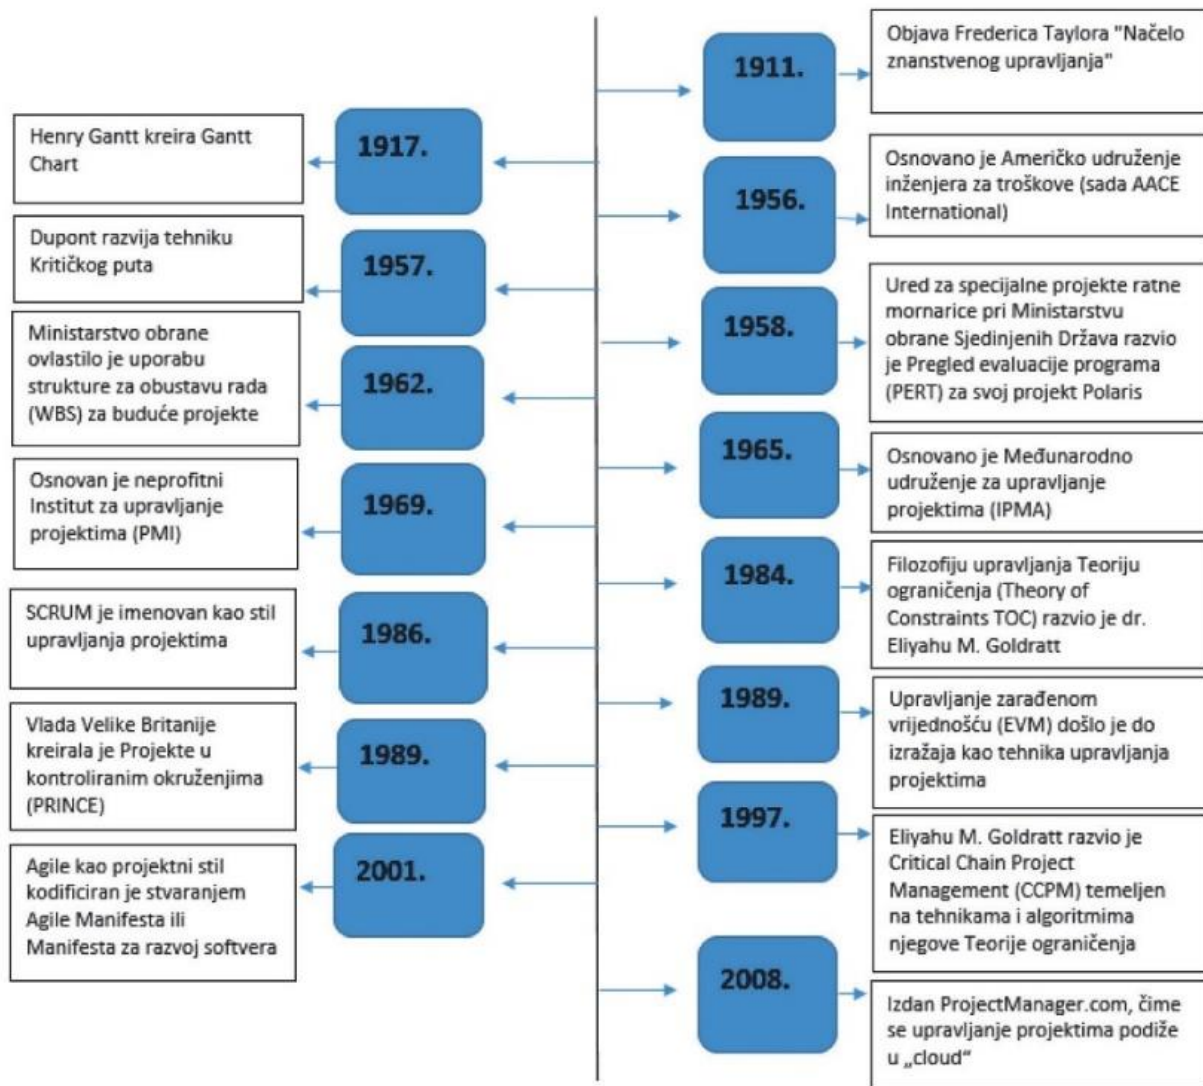 1911.
Objava Frederica Taylora "Načelo
znanstvenog upravljanja"
1917.
Henry Gantt kreira Gantt
Chart
1956.
Osnovano je Američko udruženje
inženjera za troškove (sada AACE
International)
1957.
Dupont razvija tehniku
Kritičkog puta
1958.
Ured za specijalne projekte ratne
mornarice pri Ministarstvu
obrane Sjedinjenih Država razvio
je Pregled evaluacije programa
(PERT) za svoj projekt Polaris
1962.
Ministarstvo obrane
ovlastilo je uporabu
strukture za obustavu rada
(WBS) za buduće projekte
1965.
Osnovano je Međunarodno
udruženje za upravljanje
projektima (IPMA)
1969.
Osnovan je neprofitni
Institut za upravljanje
projektima (PMI)
1984.
Filozofiju upravljanja Teoriju
ograničenja (Theory of
Constraints TOC) razvio je dr.
Eliyahu M. Goldratt
1986.
SCRUM je imenovan kao stil
upravljanja projektima
1989.
Upravljanje zarađenom
vrijednošću (EVM) došlo je do
izražaja kao tehnika upravljanja
projektima
1989.
Vlada Velike Britanije
kreirala je Projekte u
kontroliranim okruženjima
(PRINCE)
1997.
Eliyahu M. Goldratt razvio je
Critical Chain Project
Management (CCPM) temeljen
na tehnikama i algoritmima
njegove Teorije ograničenja
2001.
Agile kao projektni stil
kodificiran je stvaranjem
Agile Manifesta ili
Manifesta za razvoj softvera
2008.
Izdan ProjectManager.com, čime
se upravljanje projektima podiže
u „cloud“